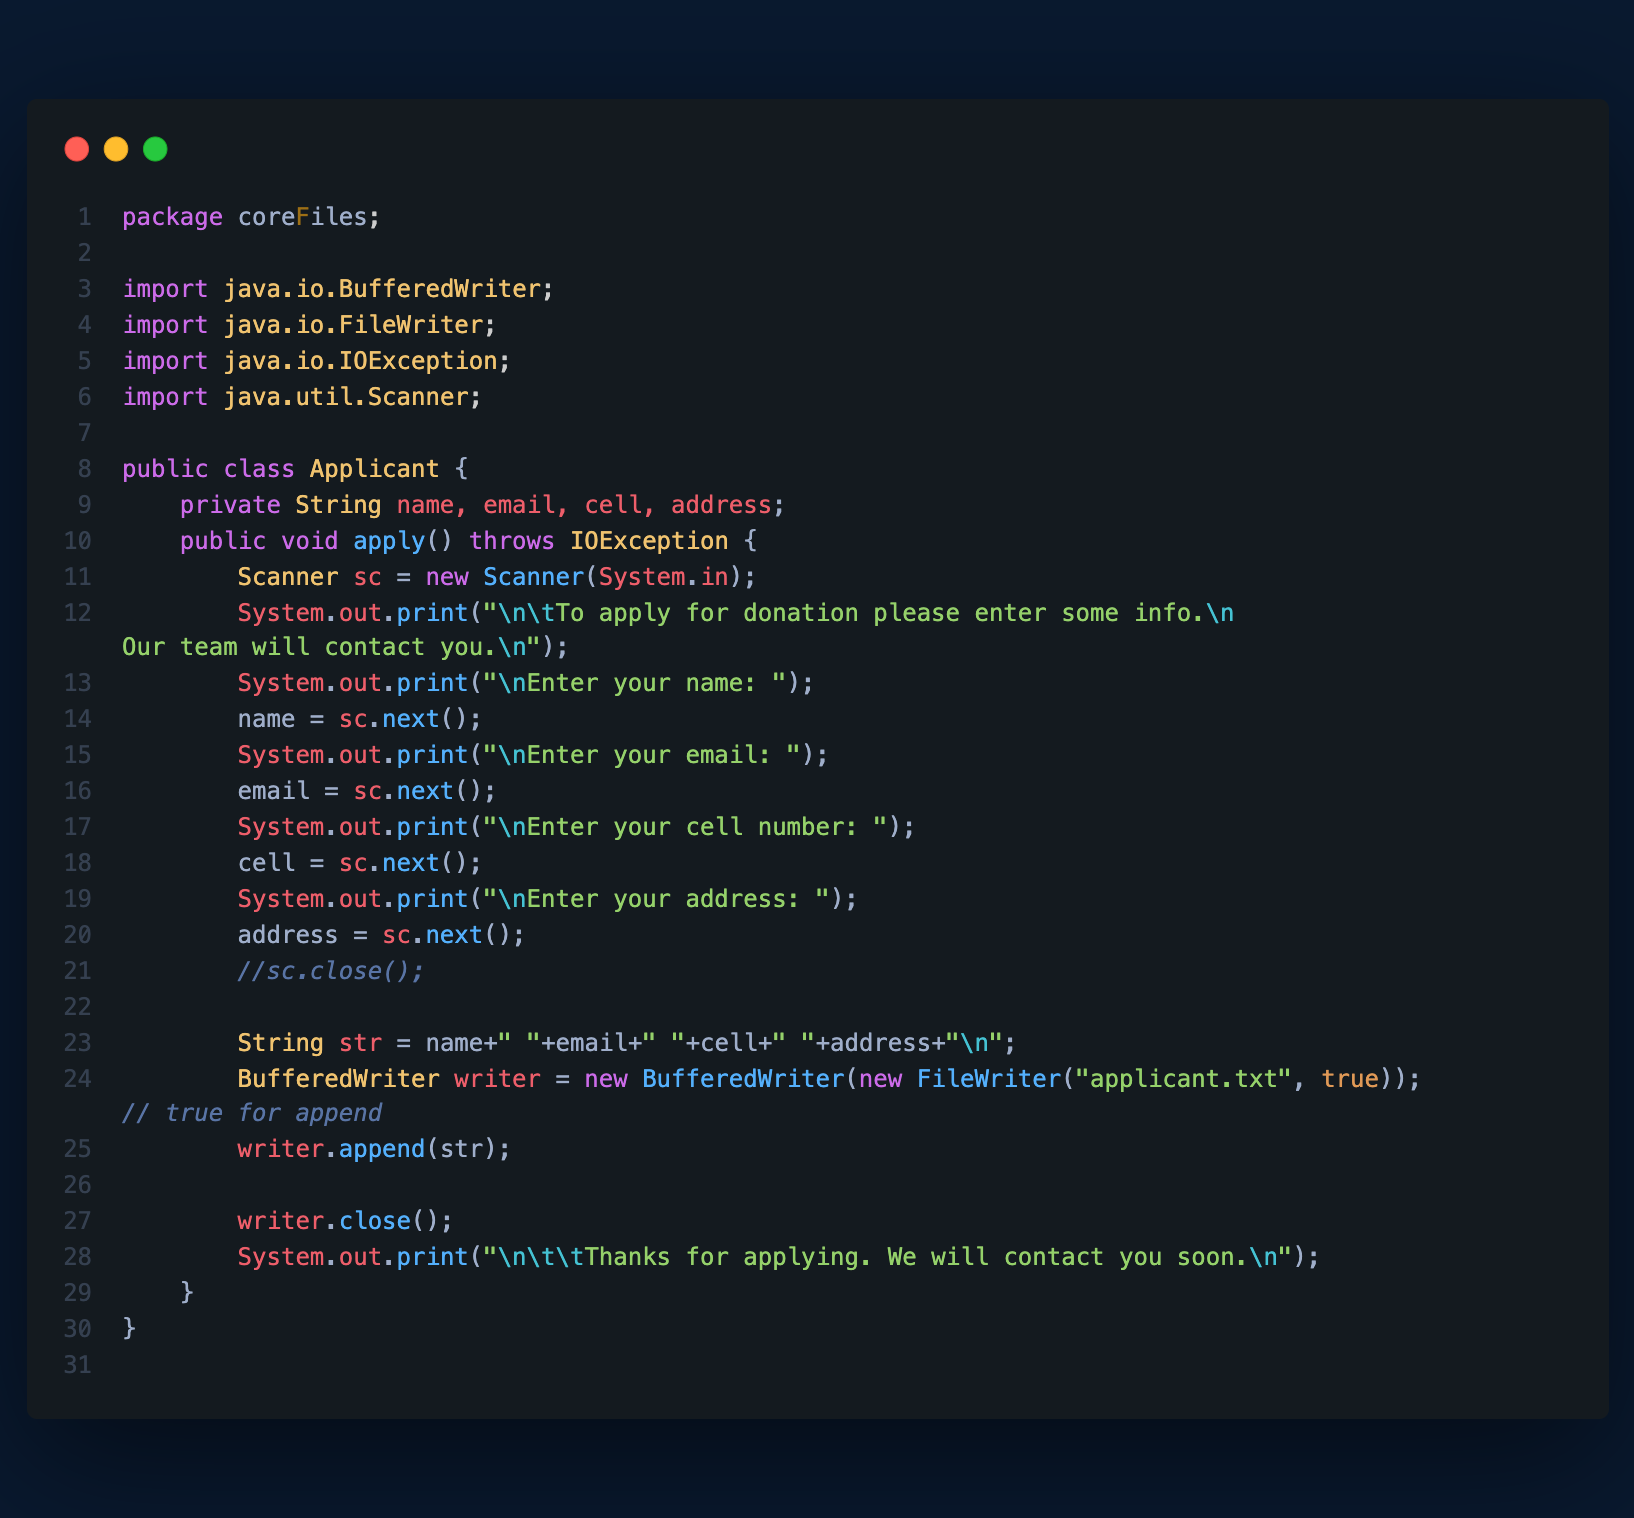 1 package coreFiles;
2
3 import java.io.BufferedWriter;
4 import java.io.FileWriter;
5 import java.io.IOException;
6 import java.util.Scanner;
7
8 public class Applicant {
9     private String name, email, cell, address;
10     public void apply() throws IOException {
11         Scanner sc = new Scanner(System.in);
12         System.out.print("\n\tTo apply for donation please enter some info.\n
Our team will contact you.\n");
13         System.out.print("\nEnter your name: ");
14         name = sc.next();
15         System.out.print("\nEnter your email: ");
16         email = sc.next();
17         System.out.print("\nEnter your cell number: ");
18         cell = sc.next();
19         System.out.print("\nEnter your address: ");
20         address = sc.next();
21         //sc.close();
22
23         String str = name+" "+email+" "+cell+" "+address+"\n";
24         BufferedWriter writer = new BufferedWriter(new FileWriter("applicant.txt", true));
// true for append
25         writer.append(str);
26
27         writer.close();
28         System.out.print("\n\t\tThanks for applying. We will contact you soon.\n");
29     }
30 }
31